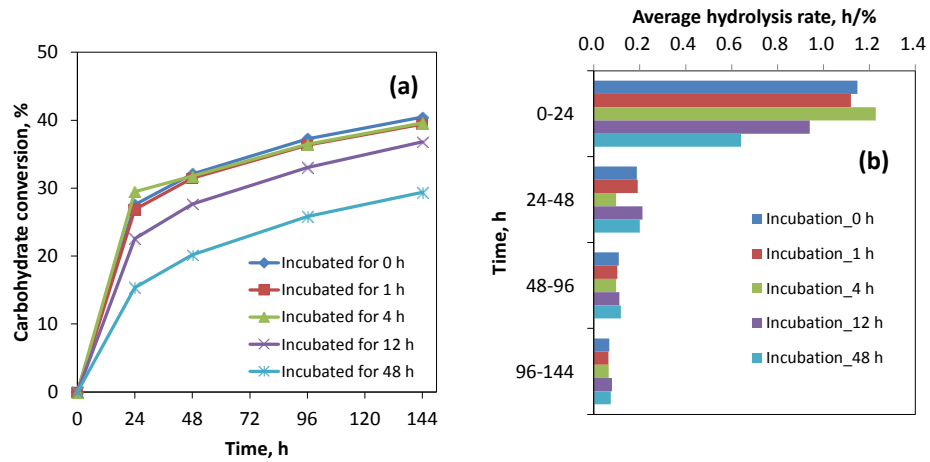 50
40
30
20
10
0
Carbohydrate conversion, %
(a)
Incubated for 0 h
Incubated for 1 h
Incubated for 4 h
Incubated for 12 h
Incubated for 48 h
0 24 48 72 96 120 144
Time, h
Average hydrolysis rate, h/%
0.0 0.2 0.4 0.6 0.8 1.0 1.2 1.4
0-24
24-48
48-96
96-144
Time, h
(b)
Incubation_0 h
Incubation_1 h
Incubation_4 h
Incubation_12 h
Incubation_48 h